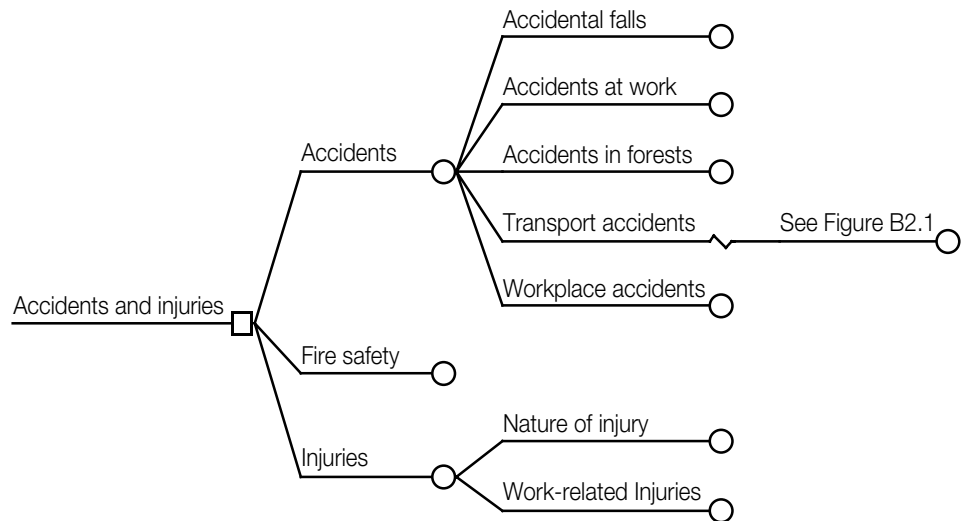 Accidental falls
Accidents at work
Accidents
Accidents in forests
Transport accidents
See Figure B2.1
Workplace accidents
Accidents and injuries
Fire safety
Nature of injury
Injuries
Work-related Injuries